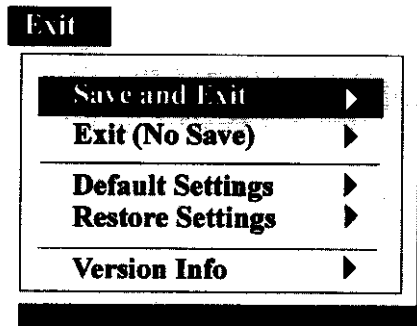 Exit
Save and Exit
Exit (No Save)
Default Settings
Restore Settings
Version Info